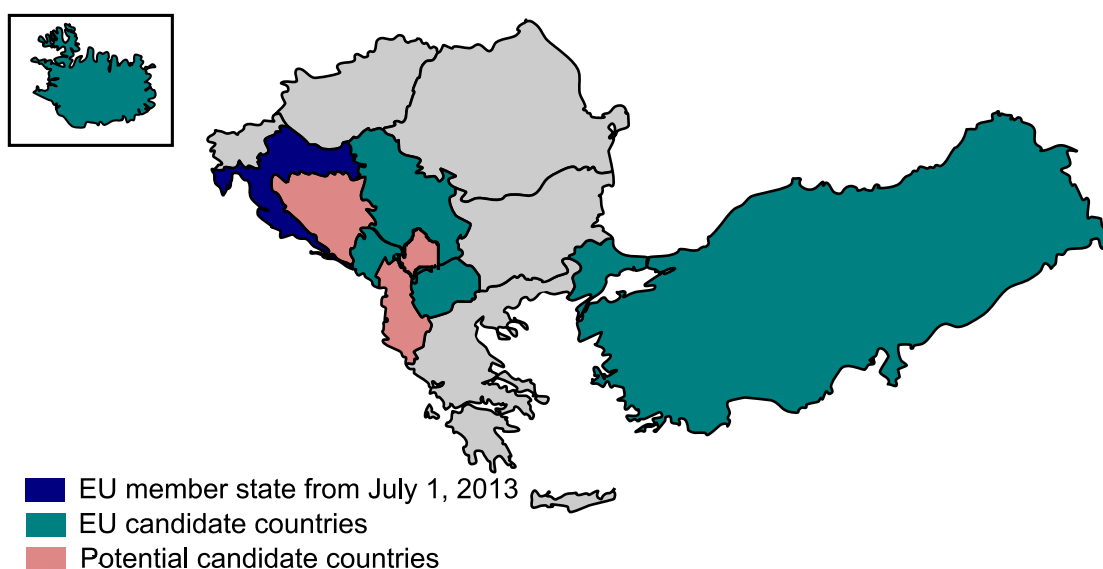 EU member state from July 1, 2013
EU candidate countries
Potential candidate countries